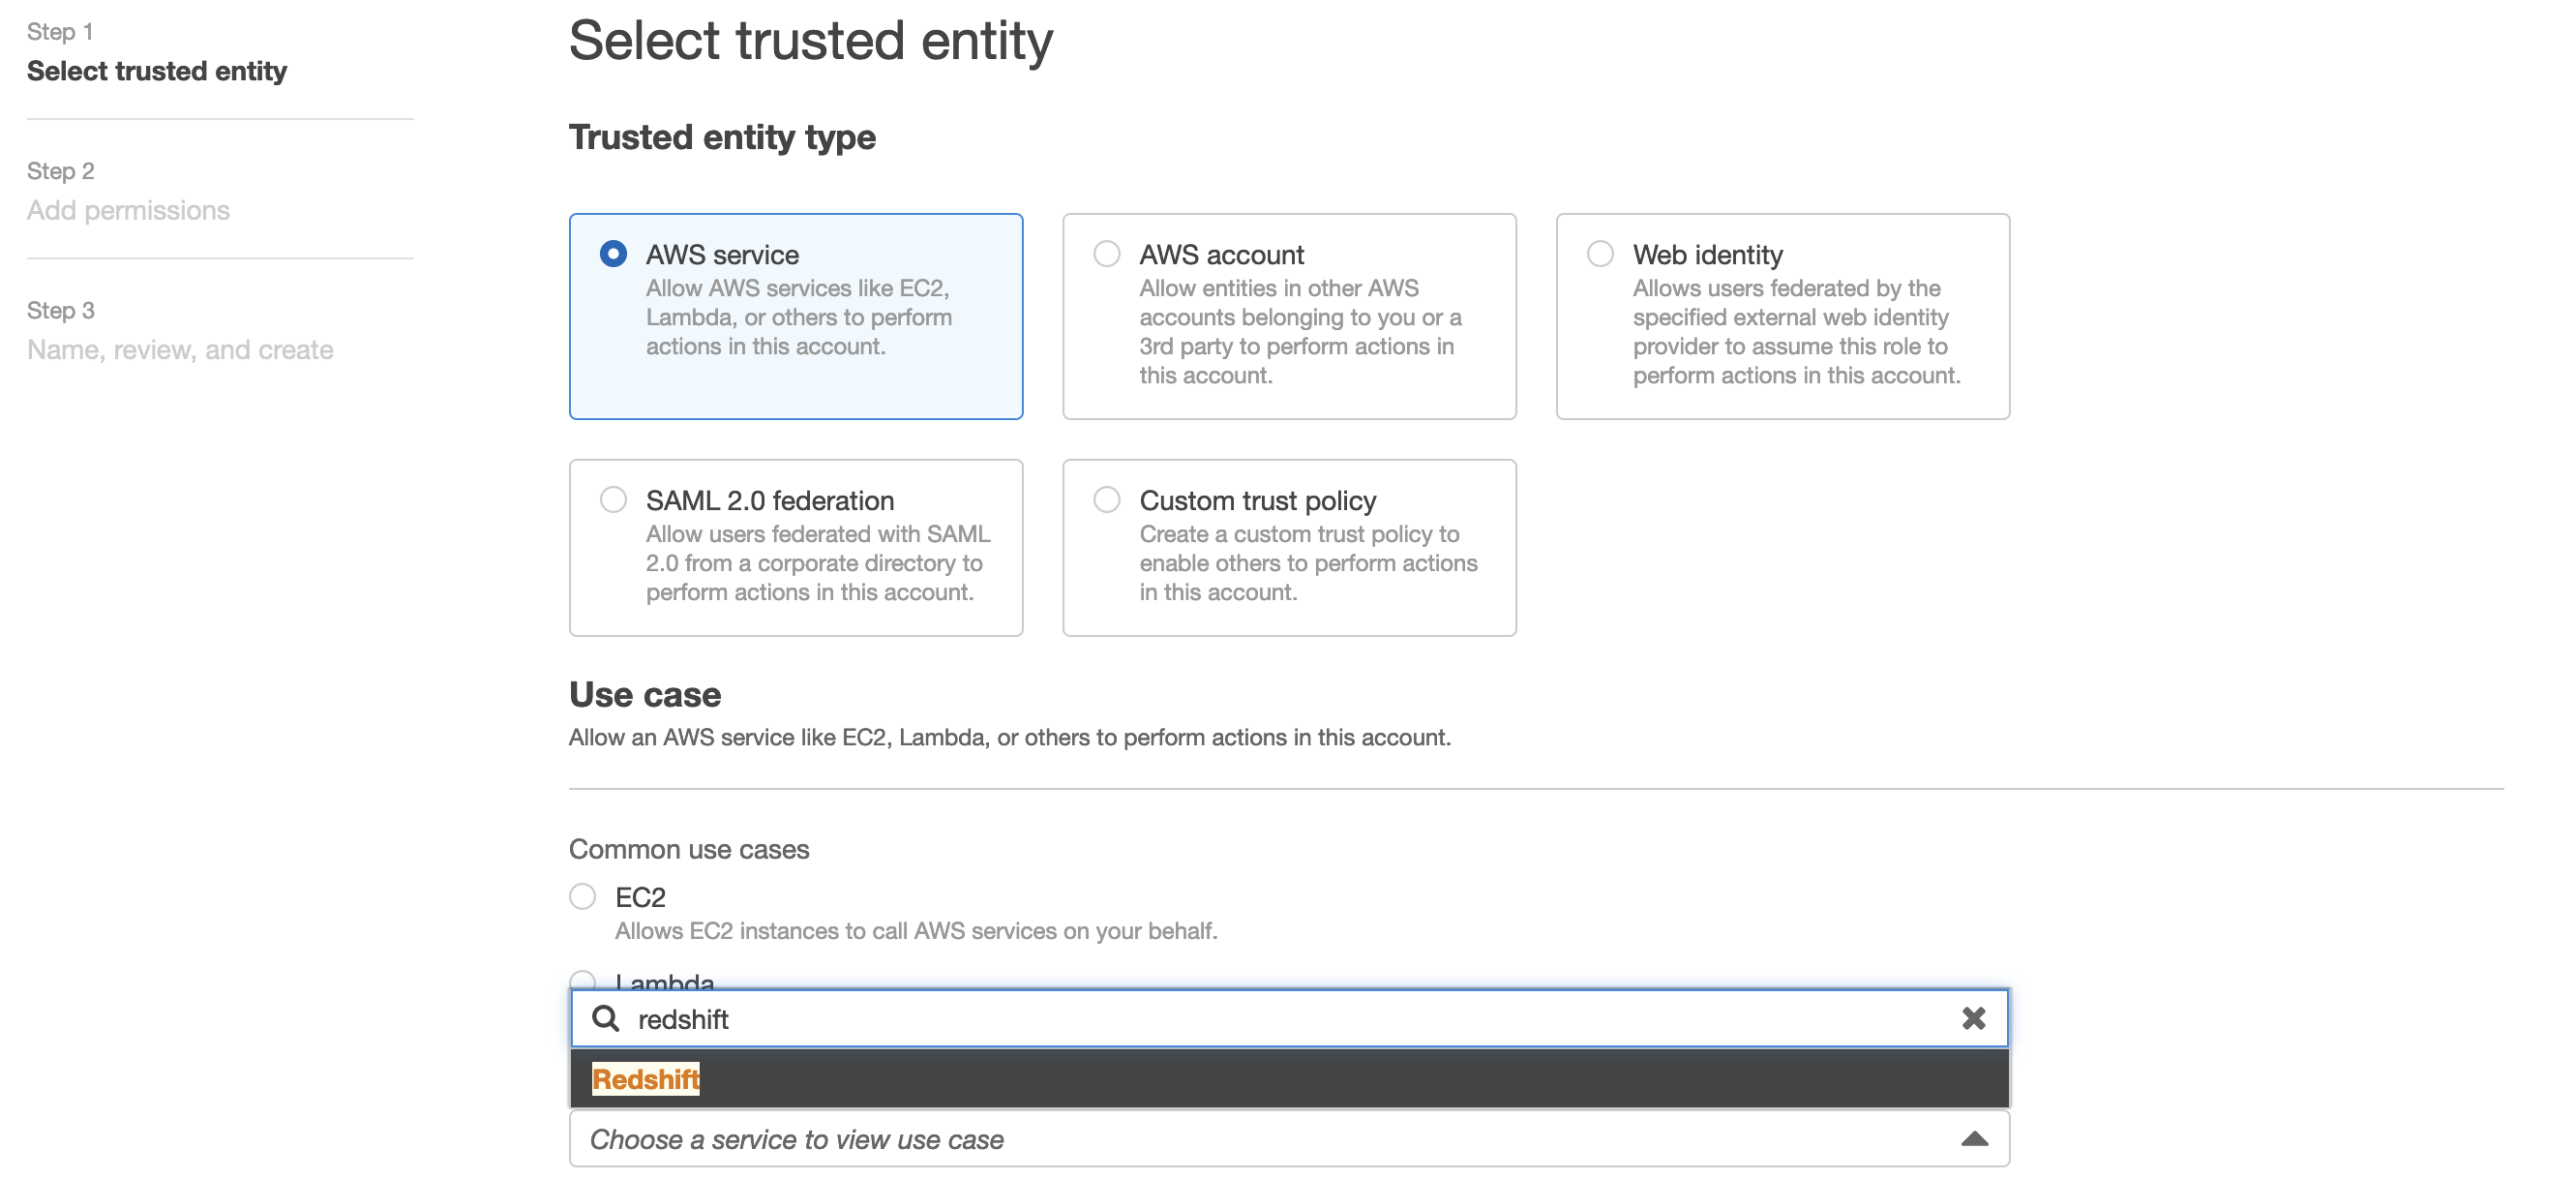 Step 1
Select trusted entity
Step 2
Add permissions
Step 3
Name, review, and create
Select trusted entity
Trusted entity type
AWS service
Allow AWS services like EC2,
Lambda, or others to perform
actions in this account.
AWS account
Allow entities in other AWS
accounts belonging to you or a
3rd party to perform actions in
this account.
Web identity
Allows users federated by the
specified external web identity
provider to assume this role to
perform actions in this account.
SAML 2.0 federation
Allow users federated with SAML
2.0 from a corporate directory to
perform actions in this account.
Custom trust policy
Create a custom trust policy to
enable others to perform actions
in this account.
Use case
Allow an AWS service like EC2, Lambda, or others to perform actions in this account.
Common use cases
EC2
Allows EC2 instances to call AWS services on your behalf.
Lambda
redshift
Redshift
Choose a service to view use case